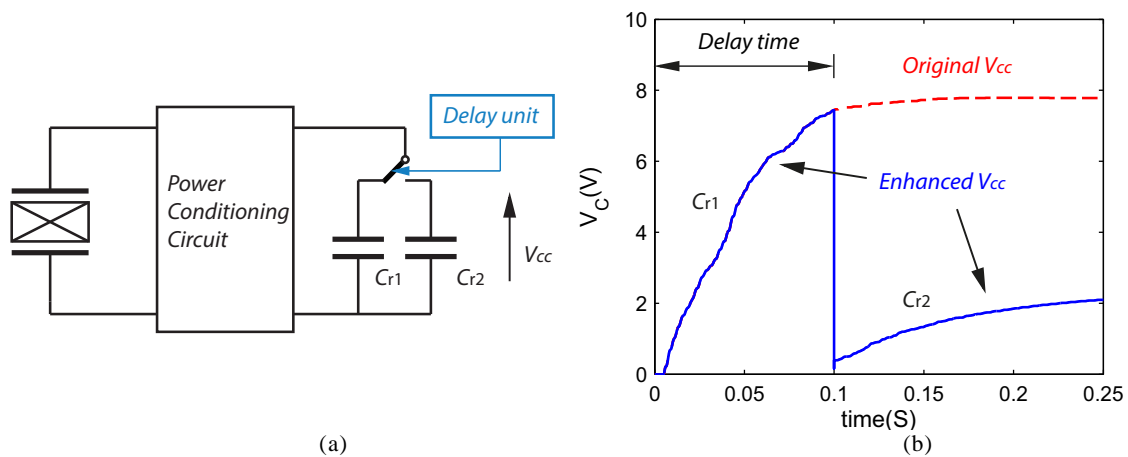 Power
Conditioning
Circuit
Delay unit
Cr1
Cr2
Vcc
(a)
10
8
6
4
2
0
VC(V)
Delay time
Original Vcc
Enhanced Vcc
Cr1
Cr2
0
0.05
0.1
0.15
0.2
0.25
time(S)
(b)